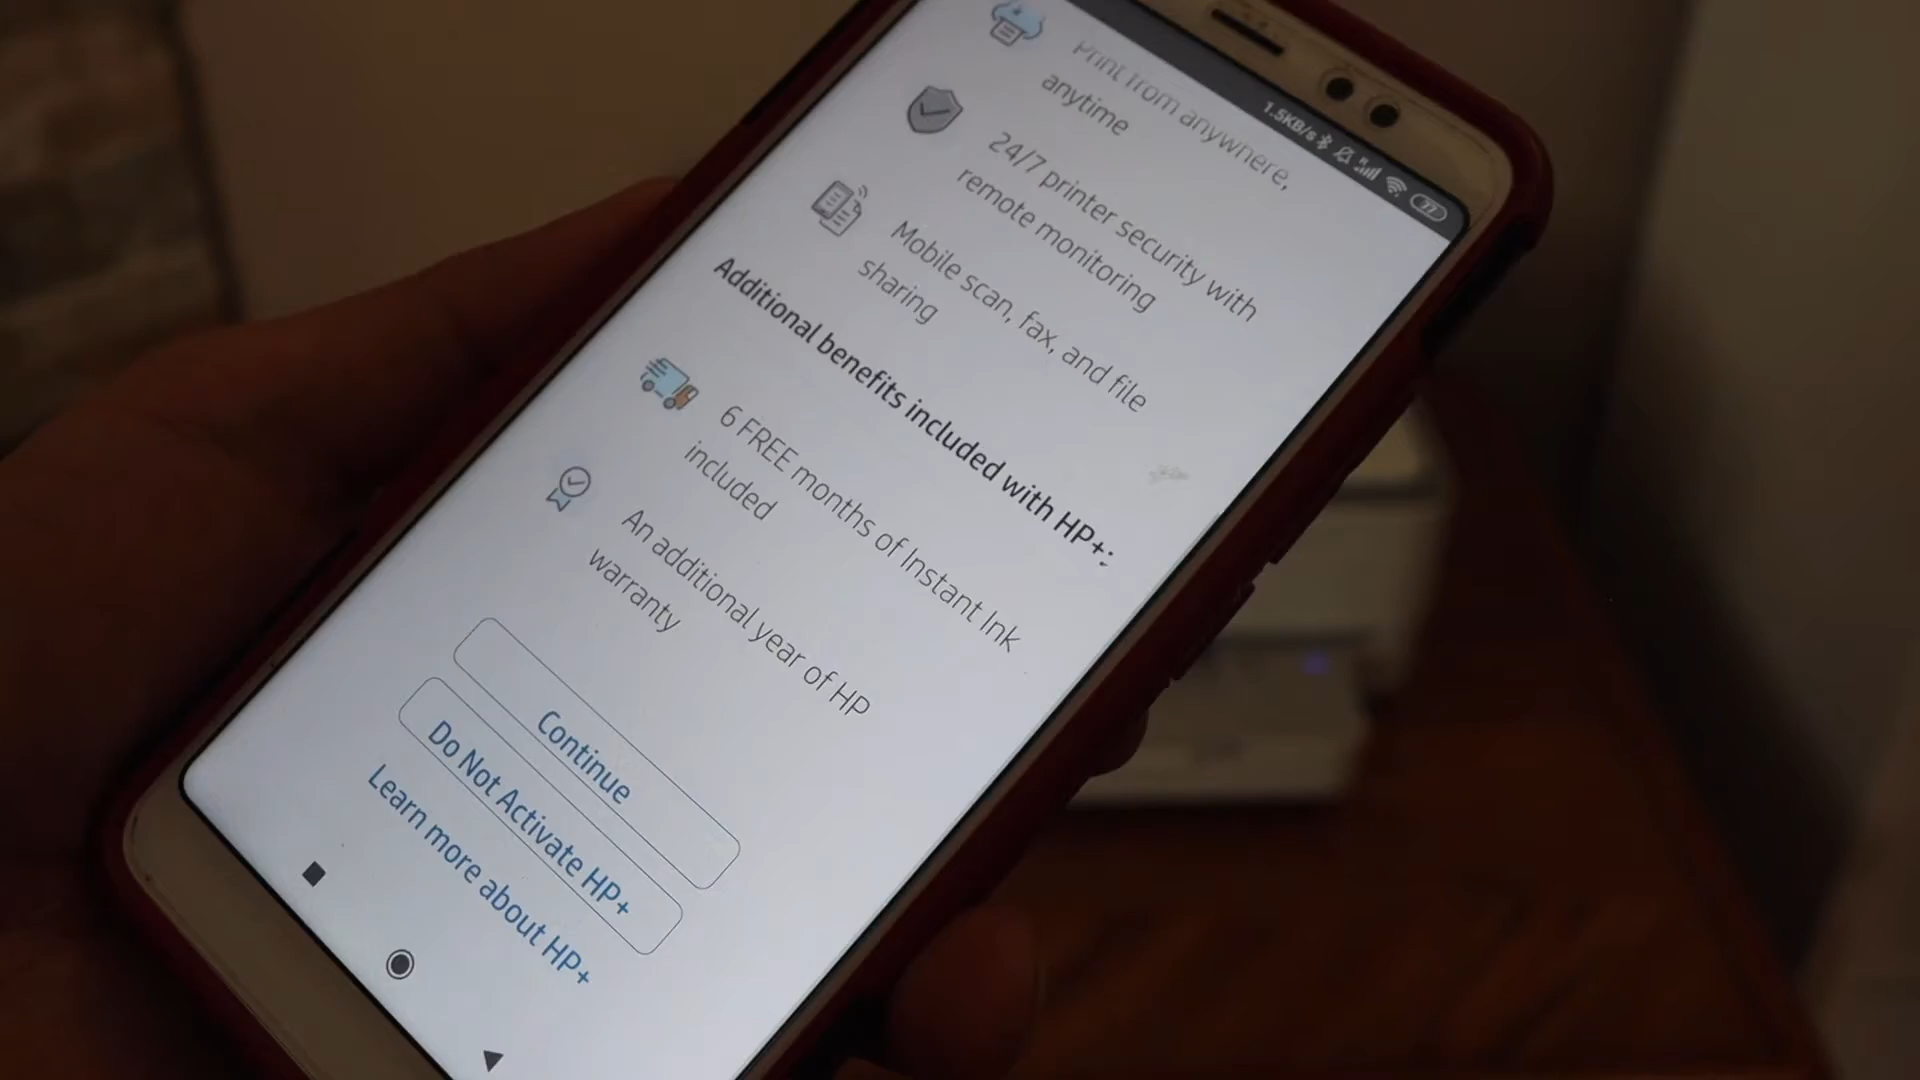 1.5KB/s 77
Print from anywhere,
anytime
24/7 printer security with
remote monitoring
Mobile scan, fax, and file
sharing
Additional benefits included with HP+:
6 FREE months of Instant Ink
included
An additional year of HP
warranty
Continue
Do Not Activate HP+
Learn more about HP+